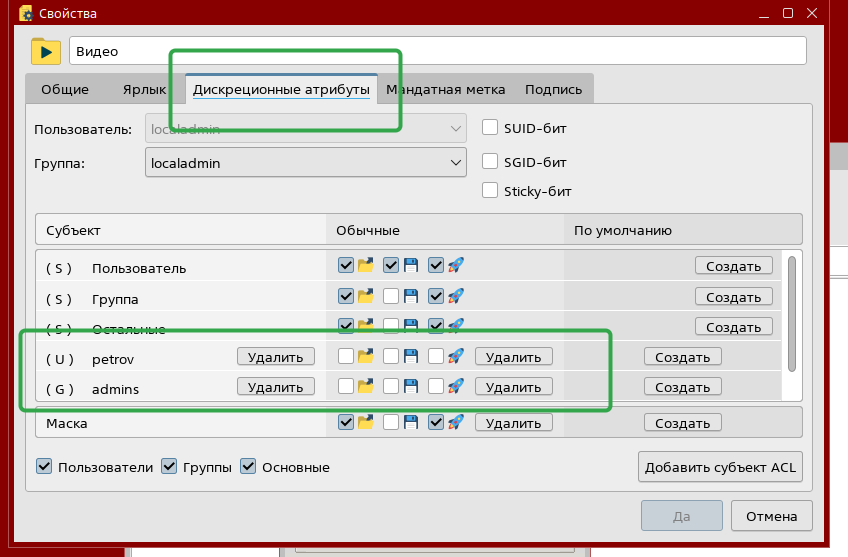 Свойства
Видео
Общие Ярлык Дискреционные атрибуты Мандатная метка Подпись
Пользователь: localadmin SUID-бит
Группа: localadmin SGID-бит
Sticky-бит
Субъект Обычные По умолчанию
( S ) Пользователь Создать
( S ) Группа Создать
( S ) Остальные Создать
( U ) petrov Удалить Удалить Создать
( G ) admins Удалить Удалить Создать
Маска Удалить Создать
Пользователи Группы Основные Добавить субъект ACL
Да Отмена